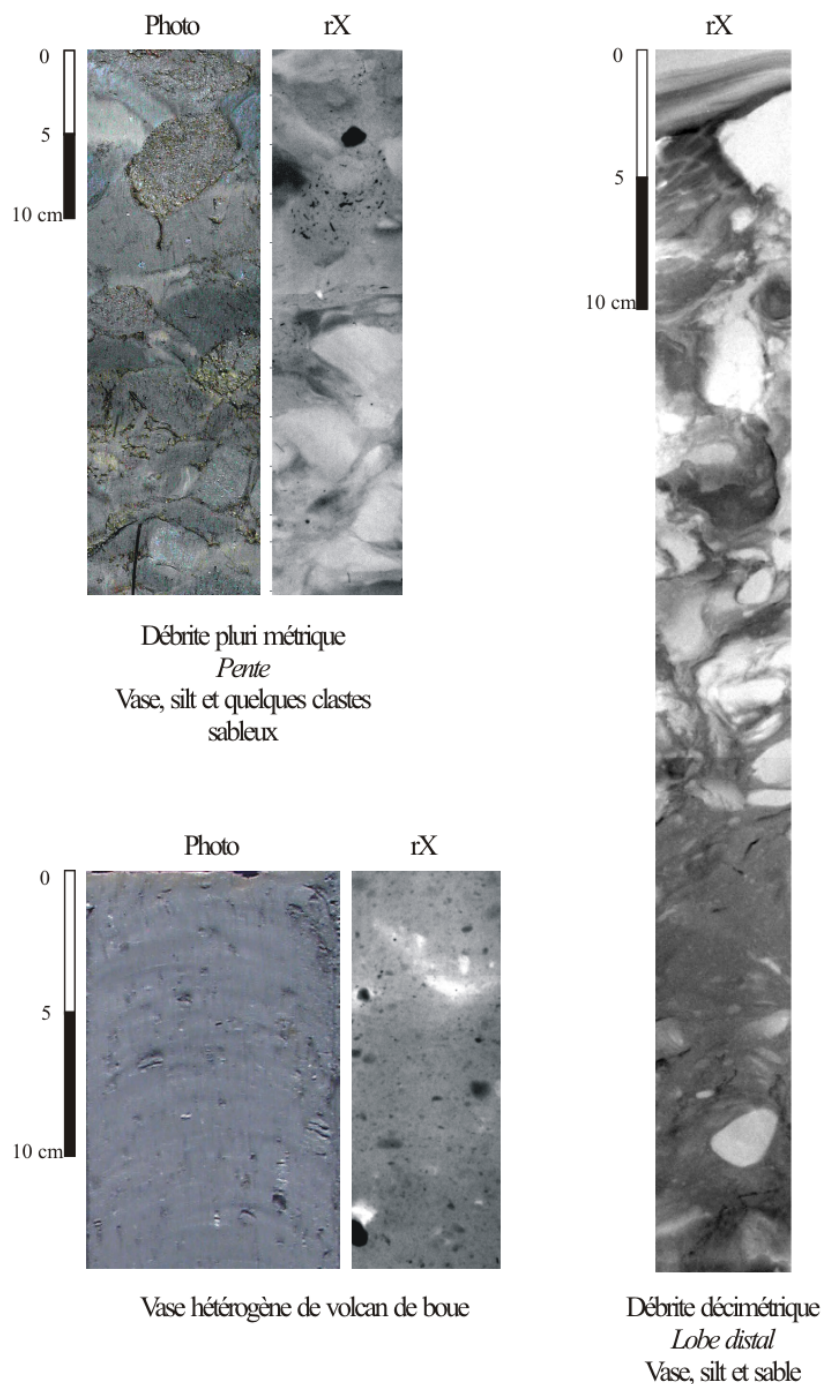 Photo
rX
0
5
10 cm
Débrite pluri métrique
Pente
Vase, silt et quelques clastes
sableux
rX
0
5
10 cm
Photo
rX
0
5
10 cm
Vase hétérogène de volcan de boue
Débrite décimétrique
Lobe distal
Vase, silt et sable